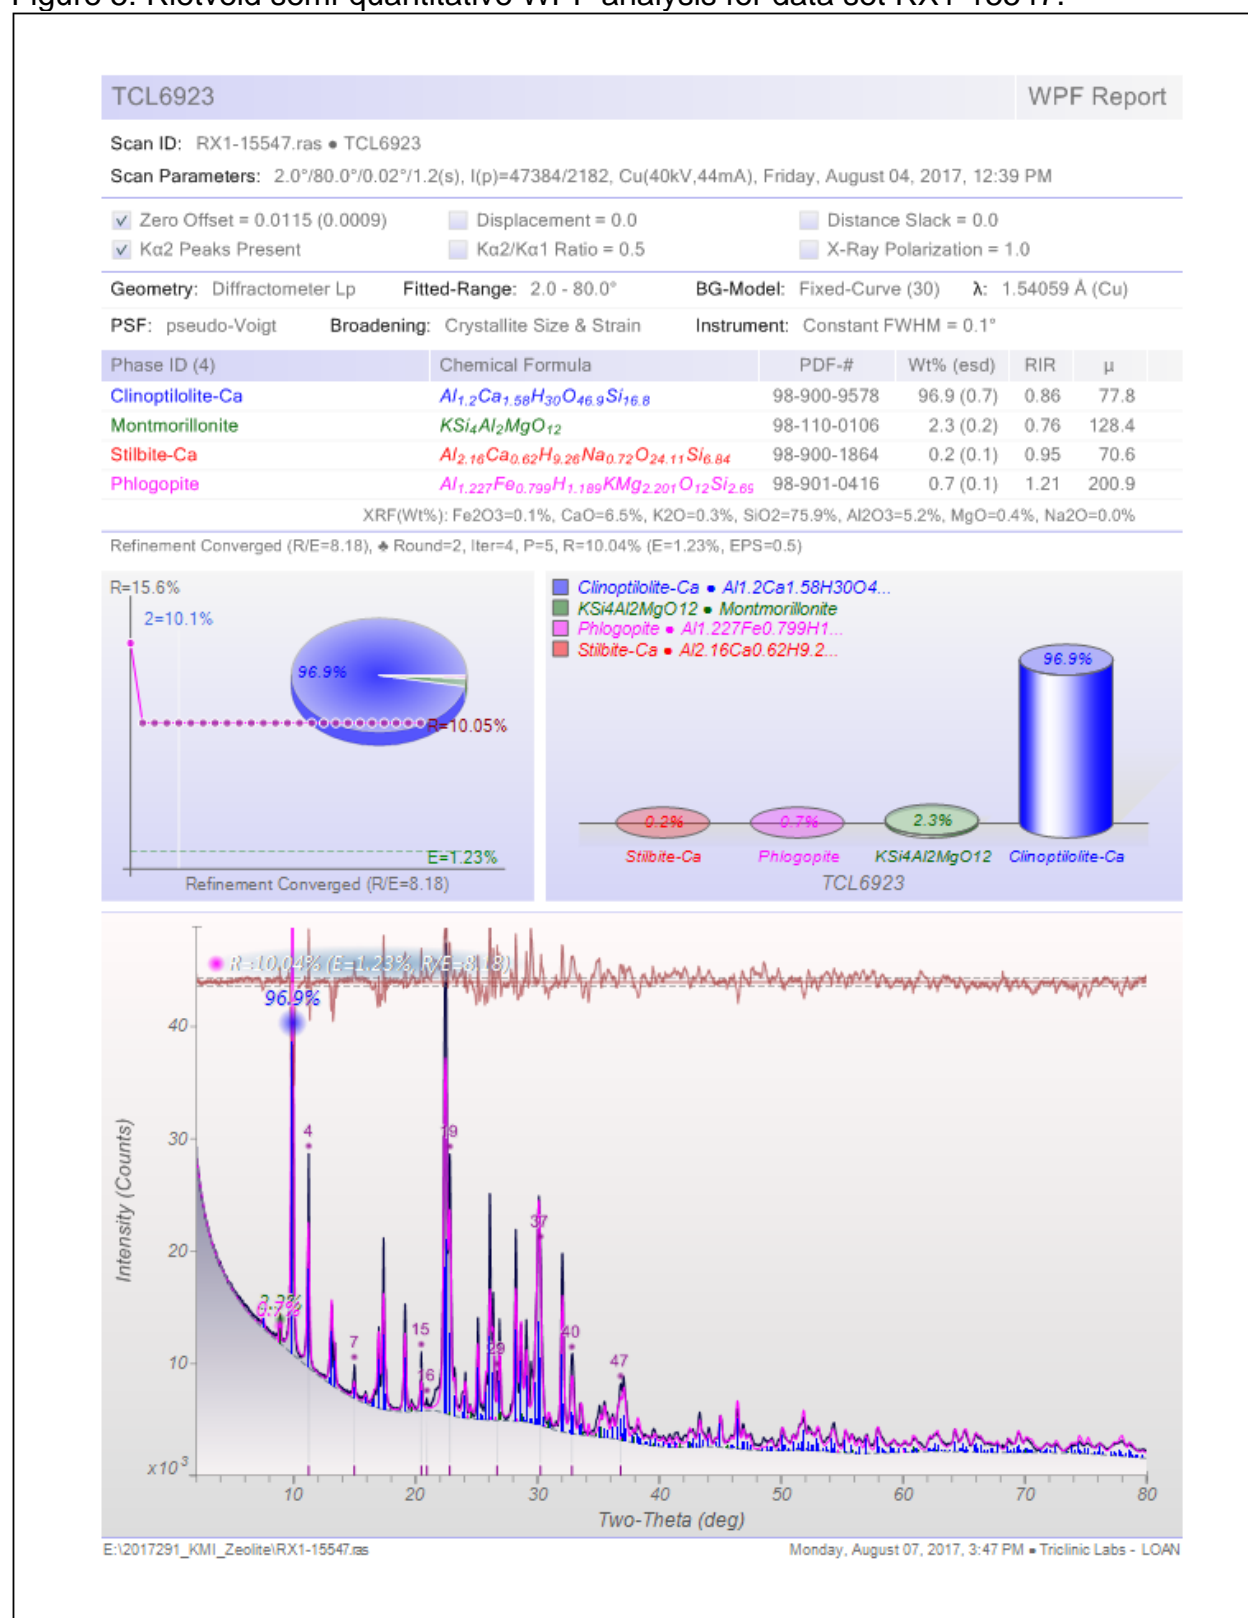 Figure 3. Rietveld semi-quantitative WPF analysis for data set RX1-15547.
TCL6923 WPF Report
Scan ID: RX1-15547.ras ● TCL6923
Scan Parameters: 2.0°/80.0°/0.02°/1.2(s), I(p)=47384/2182, Cu(40kV,44mA), Friday, August 04, 2017, 12:39 PM
Zero Offset = 0.0115 (0.0009) Displacement = 0.0 Distance Slack = 0.0
Kα2 Peaks Present Kα2/Kα1 Ratio = 0.5 X-Ray Polarization = 1.0
Geometry: Diffractometer Lp Fitted-Range: 2.0 - 80.0° BG-Model: Fixed-Curve (30) λ: 1.54059 Å (Cu)
PSF: pseudo-Voigt Broadening: Crystallite Size & Strain Instrument: Constant FWHM = 0.1°
Phase ID (4) Chemical Formula PDF-# Wt% (esd) RIR μ
Clinoptilolite-Ca Al1.2Ca1.58H30O46.9Si16.8 98-900-9578 96.9 (0.7) 0.86 77.8
Montmorillonite KSi4Al2MgO12 98-110-0106 2.3 (0.2) 0.76 128.4
Stilbite-Ca Al2.16Ca0.62H9.26Na0.72O24.11Si6.84 98-900-1864 0.2 (0.1) 0.95 70.6
Phlogopite Al1.227Fe0.799H1.189KMg2.201O12Si2.69 98-901-0416 0.7 (0.1) 1.21 200.9
XRF(Wt%): Fe2O3=0.1%, CaO=6.5%, K2O=0.3%, SiO2=75.9%, Al2O3=5.2%, MgO=0.4%, Na2O=0.0%
Refinement Converged (R/E=8.18), ♣ Round=2, Iter=4, P=5, R=10.04% (E=1.23%, EPS=0.5)
R=15.6%
2=10.1%
96.9%
R=10.05%
E=1.23%
Refinement Converged (R/E=8.18)
Clinoptilolite-Ca ● Al1.2Ca1.58H30O4...
KSi4Al2MgO12 ● Montmorillonite
Phlogopite ● Al1.227Fe0.799H1...
Stilbite-Ca ● Al2.16Ca0.62H9.2...
96.9%
0.2% 0.7% 2.3%
Stilbite-Ca Phlogopite KSi4Al2MgO12 Clinoptilolite-Ca
TCL6923
R=10.04% (E=1.23%, R/E=8.18)
96.9%
40
30
20
10
x10³
Intensity (Counts)
4
19
37
0.7%
7
15
29
40
47
10 20 30 40 50 60 70 80
Two-Theta (deg)
E:\2017291_KMI_Zeolite\RX1-15547.ras Monday, August 07, 2017, 3:47 PM ● Triclinic Labs - LOAN